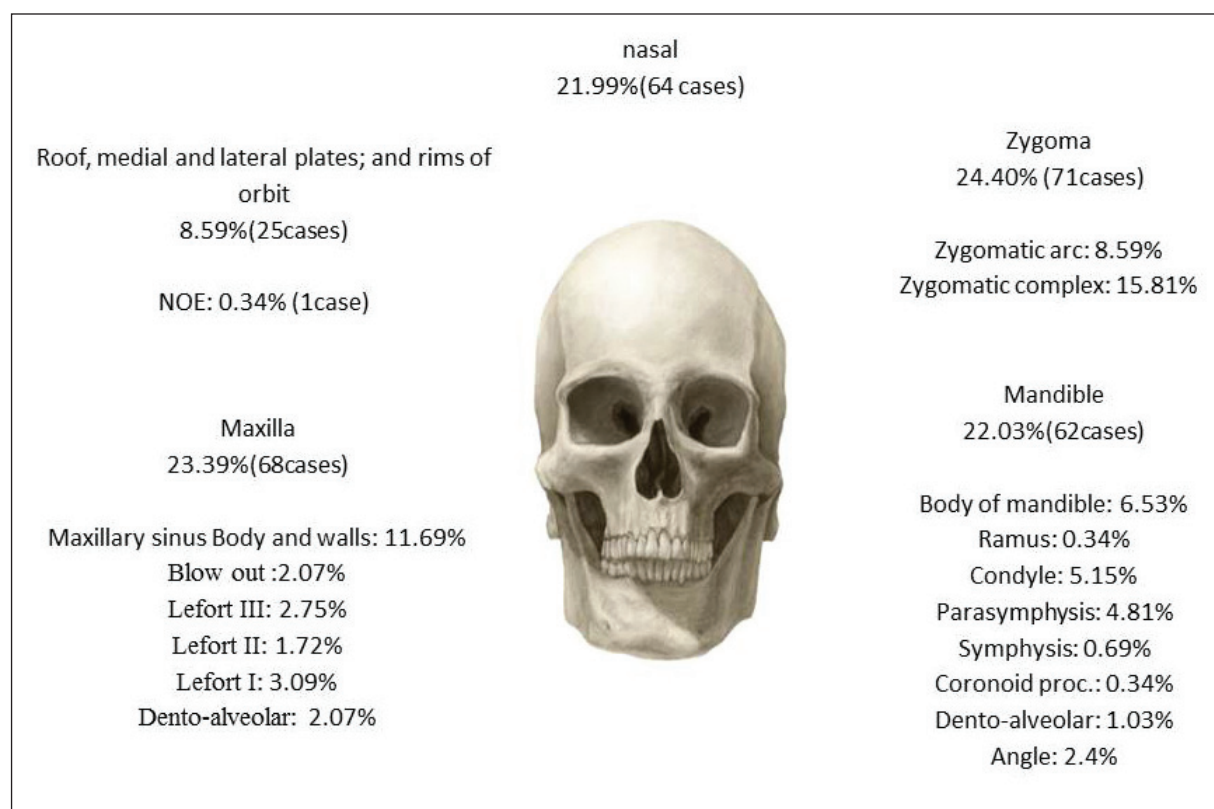 nasal
21.99%(64 cases)
Roof, medial and lateral plates; and rims of
orbit
8.59%(25cases)
NOE: 0.34% (1case)
Maxilla
23.39%(68cases)
Maxillary sinus Body and walls: 11.69%
Blow out :2.07%
Lefort III: 2.75%
Lefort II: 1.72%
Lefort I: 3.09%
Dento-alveolar: 2.07%
Zygoma
24.40% (71cases)
Zygomatic arc: 8.59%
Zygomatic complex: 15.81%
Mandible
22.03%(62cases)
Body of mandible: 6.53%
Ramus: 0.34%
Condyle: 5.15%
Parasymphysis: 4.81%
Symphysis: 0.69%
Coronoid proc.: 0.34%
Dento-alveolar: 1.03%
Angle: 2.4%